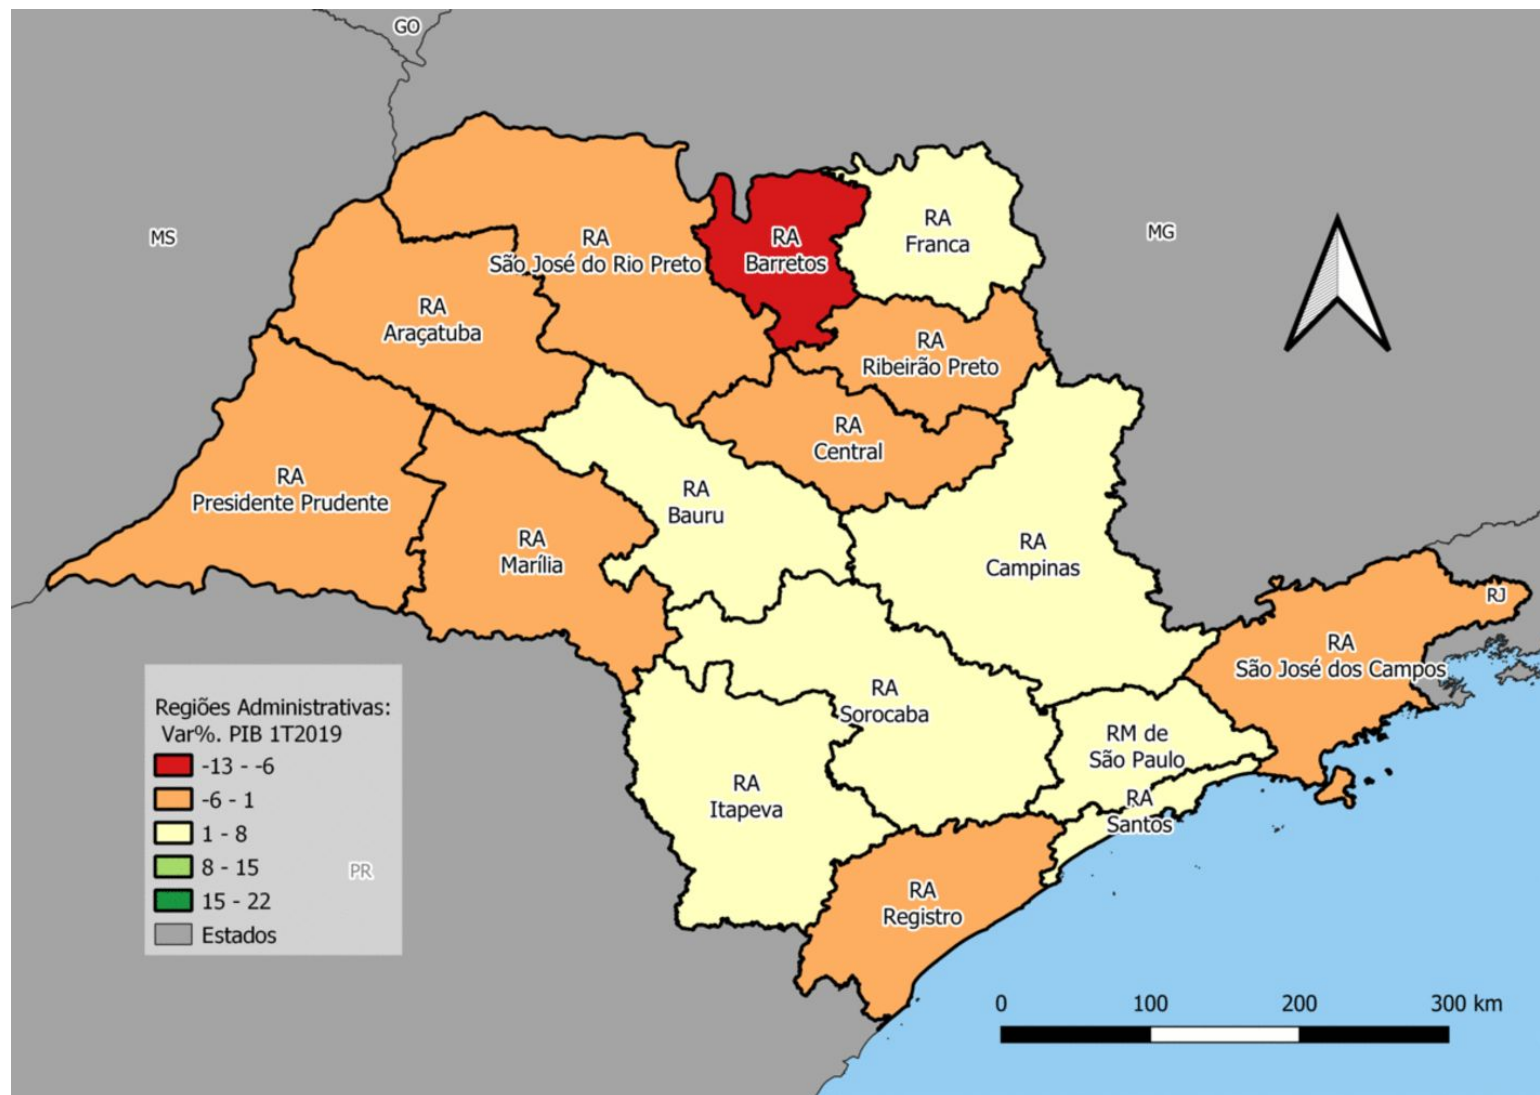 GO
MS
MG
RA
Franca
RA
São José do Rio Preto
RA
Barretos
RA
Araçatuba
RA
Ribeirão Preto
RA
Central
RA
Presidente Prudente
RA
Bauru
RA
Marília
RA
Campinas
RJ
RA
São José dos Campos
RA
Sorocaba
RM de
São Paulo
RA
Itapeva
RA
Santos
RA
Registro
Regiões Administrativas:
Var%. PIB 1T2019
-13 - -6
-6 - 1
1 - 8
8 - 15
15 - 22
Estados
PR
0 100 200 300 km